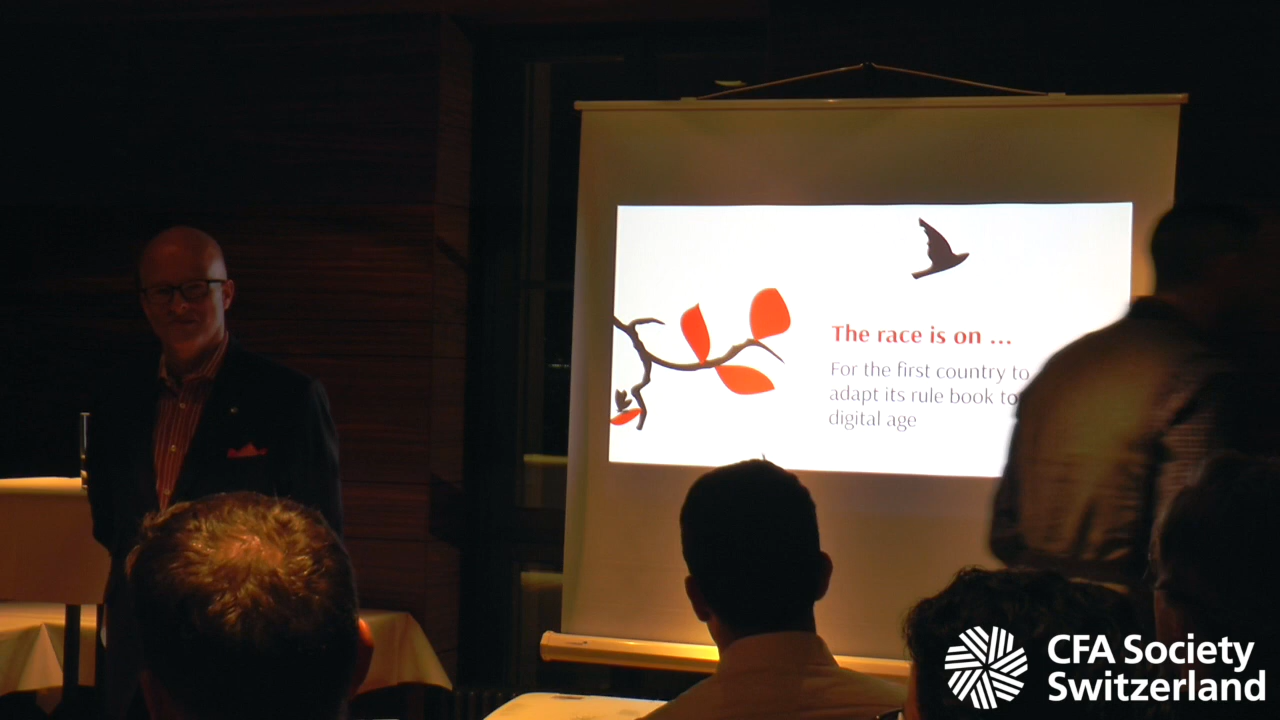 The race is on ...
For the first country to
adapt its rule book to
digital age
CFA Society
Switzerland